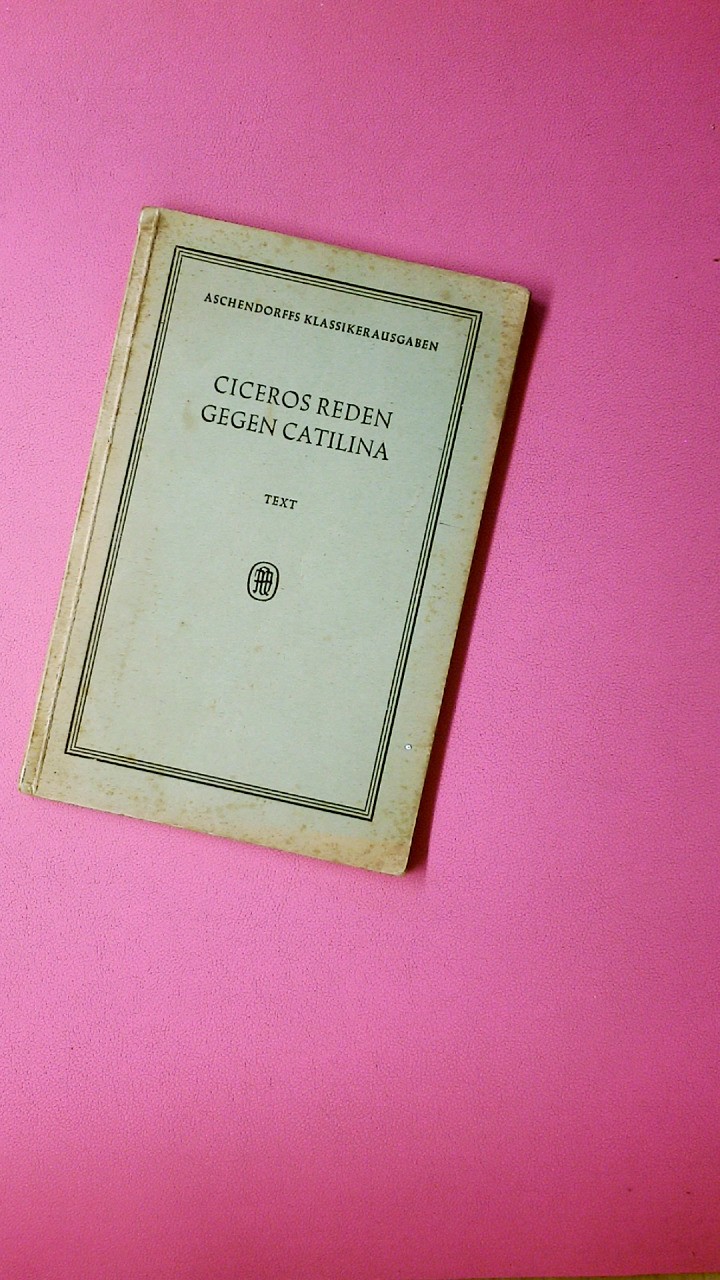 ASCHENDORFFS KLASSIKERAUSGABEN
CICEROS REDEN
GEGEN CATILINA
TEXT